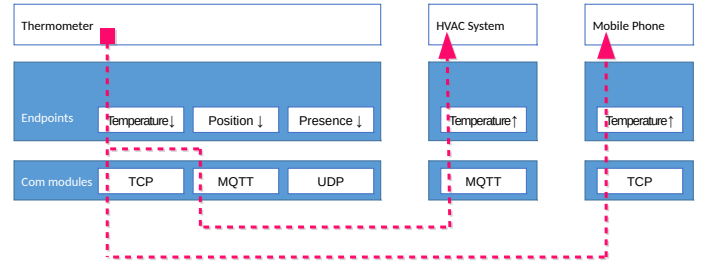 Thermometer
HVAC System
Mobile Phone
Endpoints
Temperature↓
Position ↓
Presence ↓
Temperature↑
Temperature↑
Com modules
TCP
MQTT
UDP
MQTT
TCP